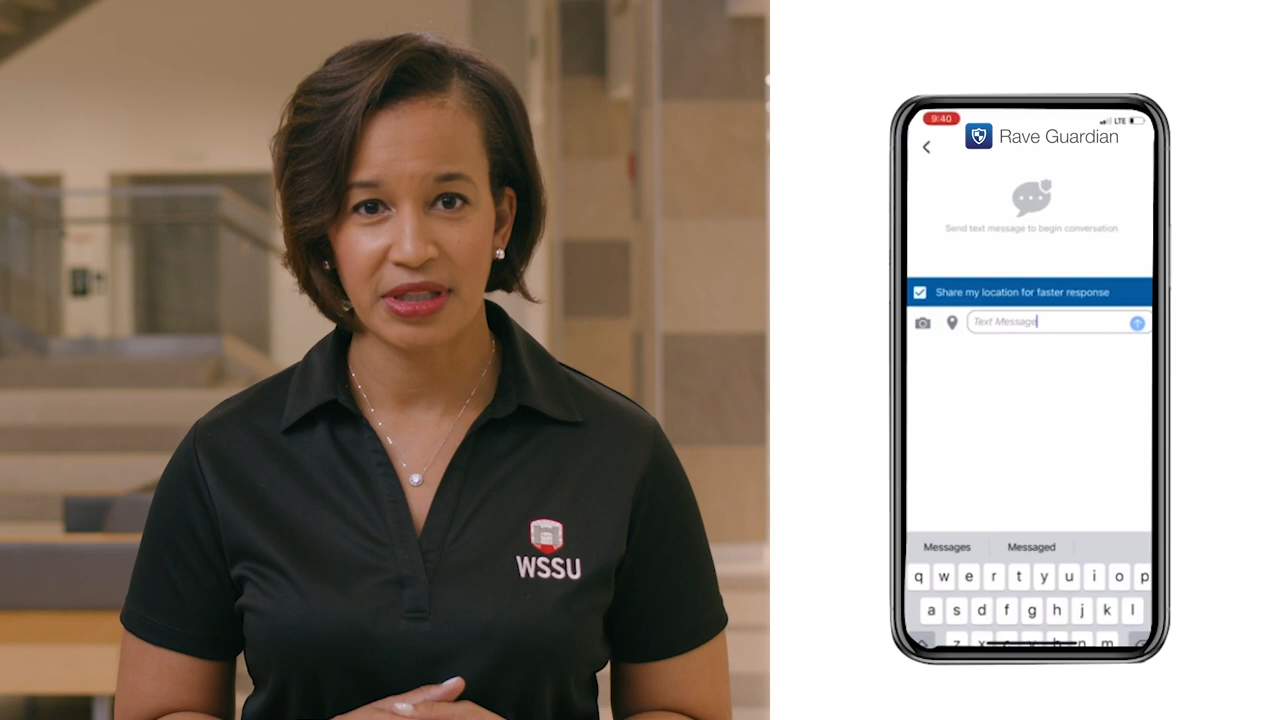 WSSU
9:40
LTE
Rave Guardian
Send text message to begin conversation
Share my location for faster response
Text Message
Messages Messaged
q w e r t y u i o p
a s d f g h j k l
z x n m